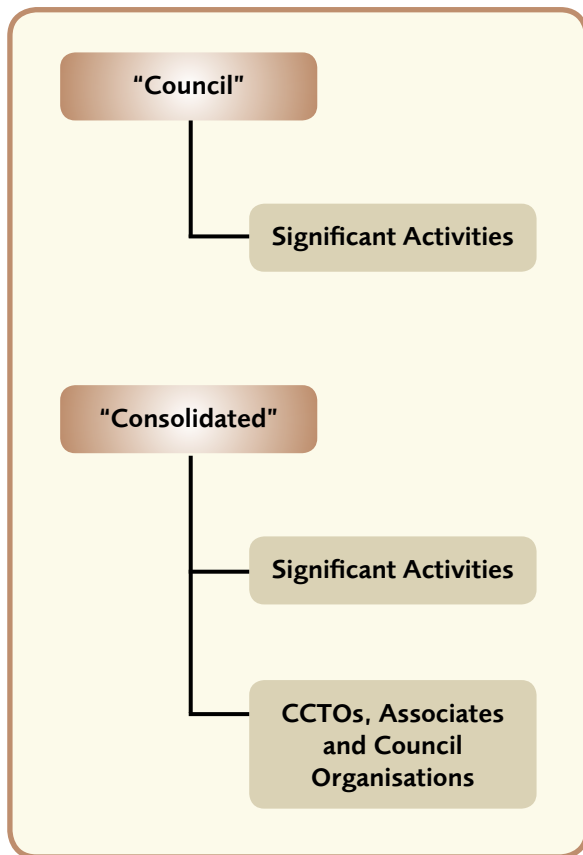 “Council”
Significant Activities
“Consolidated”
Significant Activities
CCTOs, Associates
and Council
Organisations